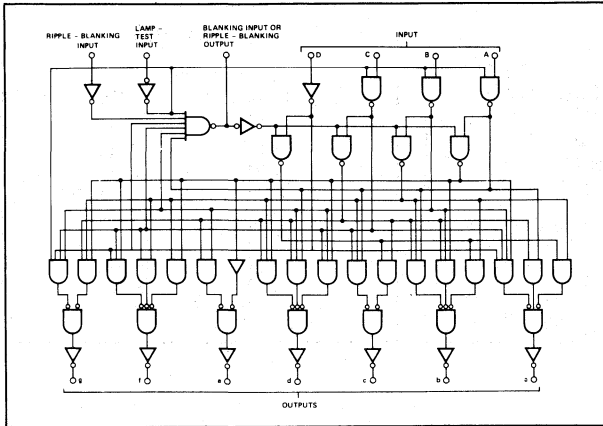 RIPPLE - BLANKING
INPUT
LAMP -
TEST
INPUT
BLANKING INPUT OR
RIPPLE - BLANKING
OUTPUT
INPUT
D
C
B
A
g
f
e
d
c
b
a
OUTPUTS